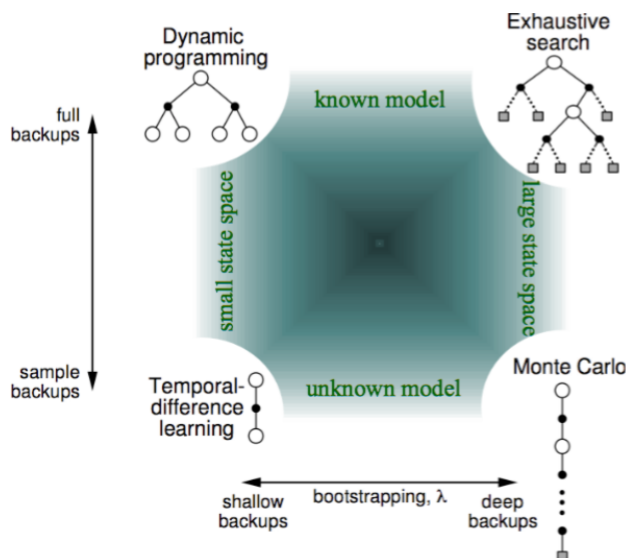 Dynamic
programming
Exhaustive
search
full
backups
known model
small state space
large state space
sample
backups
Temporal-
difference
learning
unknown model
Monte Carlo
shallow
backups
bootstrapping, λ
deep
backups